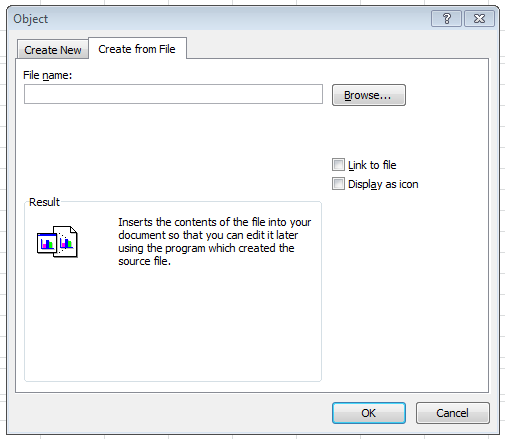 Object
Create New
Create from File
File name:
Browse...
Link to file
Display as icon
Result
Inserts the contents of the file into your
document so that you can edit it later
using the program which created the
source file.
OK
Cancel